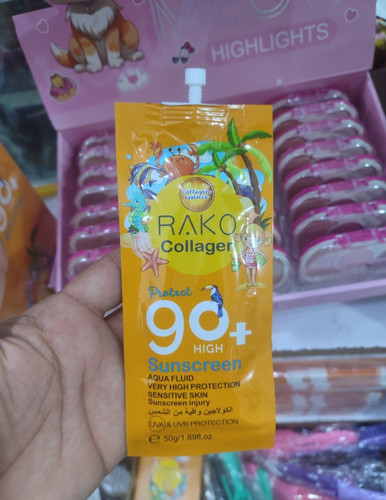 HIGHLIGHTS
Collagen
essence
RAKO
Collagen
Protect
90+
HIGH
Sunscreen
AQUA FLUID
VERY HIGH PROTECTION
SENSITIVE SKIN
Sunscreen injury
الكولاجين واقية من الشمس
UVA & UVB PROTECTION
e 50g/1.69fl.oz